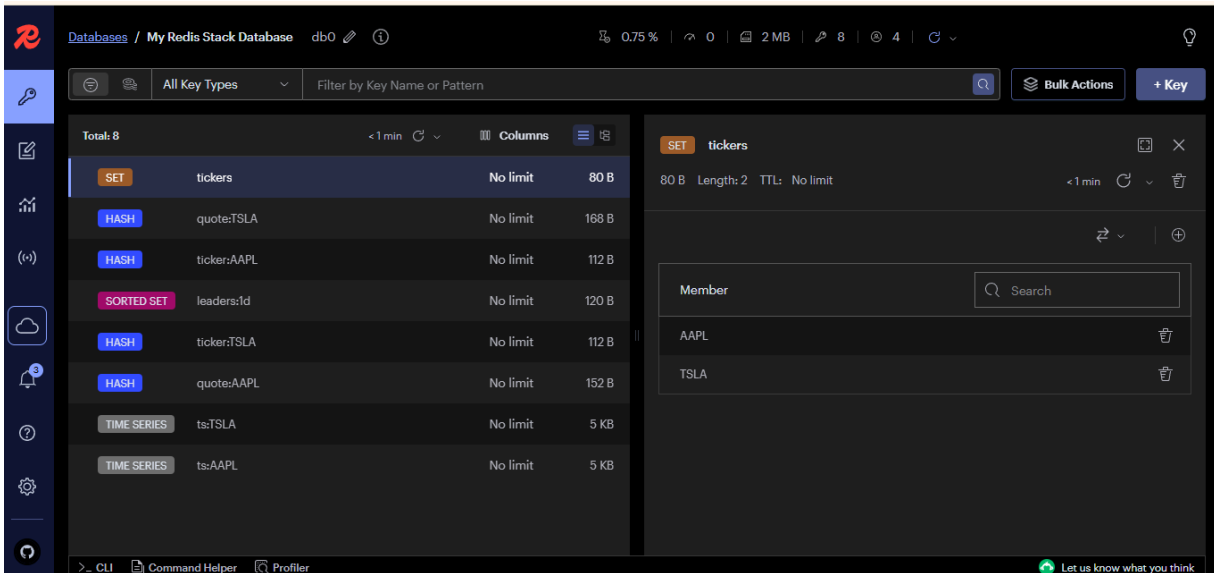 Databases / My Redis Stack Database db0 0.75 % 0 2 MB 8 4
All Key Types Filter by Key Name or Pattern Bulk Actions + Key
Total: 8 <1 min Columns
SET tickers No limit 80 B
HASH quote:TSLA No limit 168 B
HASH ticker:AAPL No limit 112 B
SORTED SET leaders:1d No limit 120 B
HASH ticker:TSLA No limit 112 B
HASH quote:AAPL No limit 152 B
TIME SERIES ts:TSLA No limit 5 KB
TIME SERIES ts:AAPL No limit 5 KB
SET tickers
80 B Length: 2 TTL: No limit <1 min
Member Search
AAPL
TSLA
3
>_ CLI Command Helper Profiler Let us know what you think